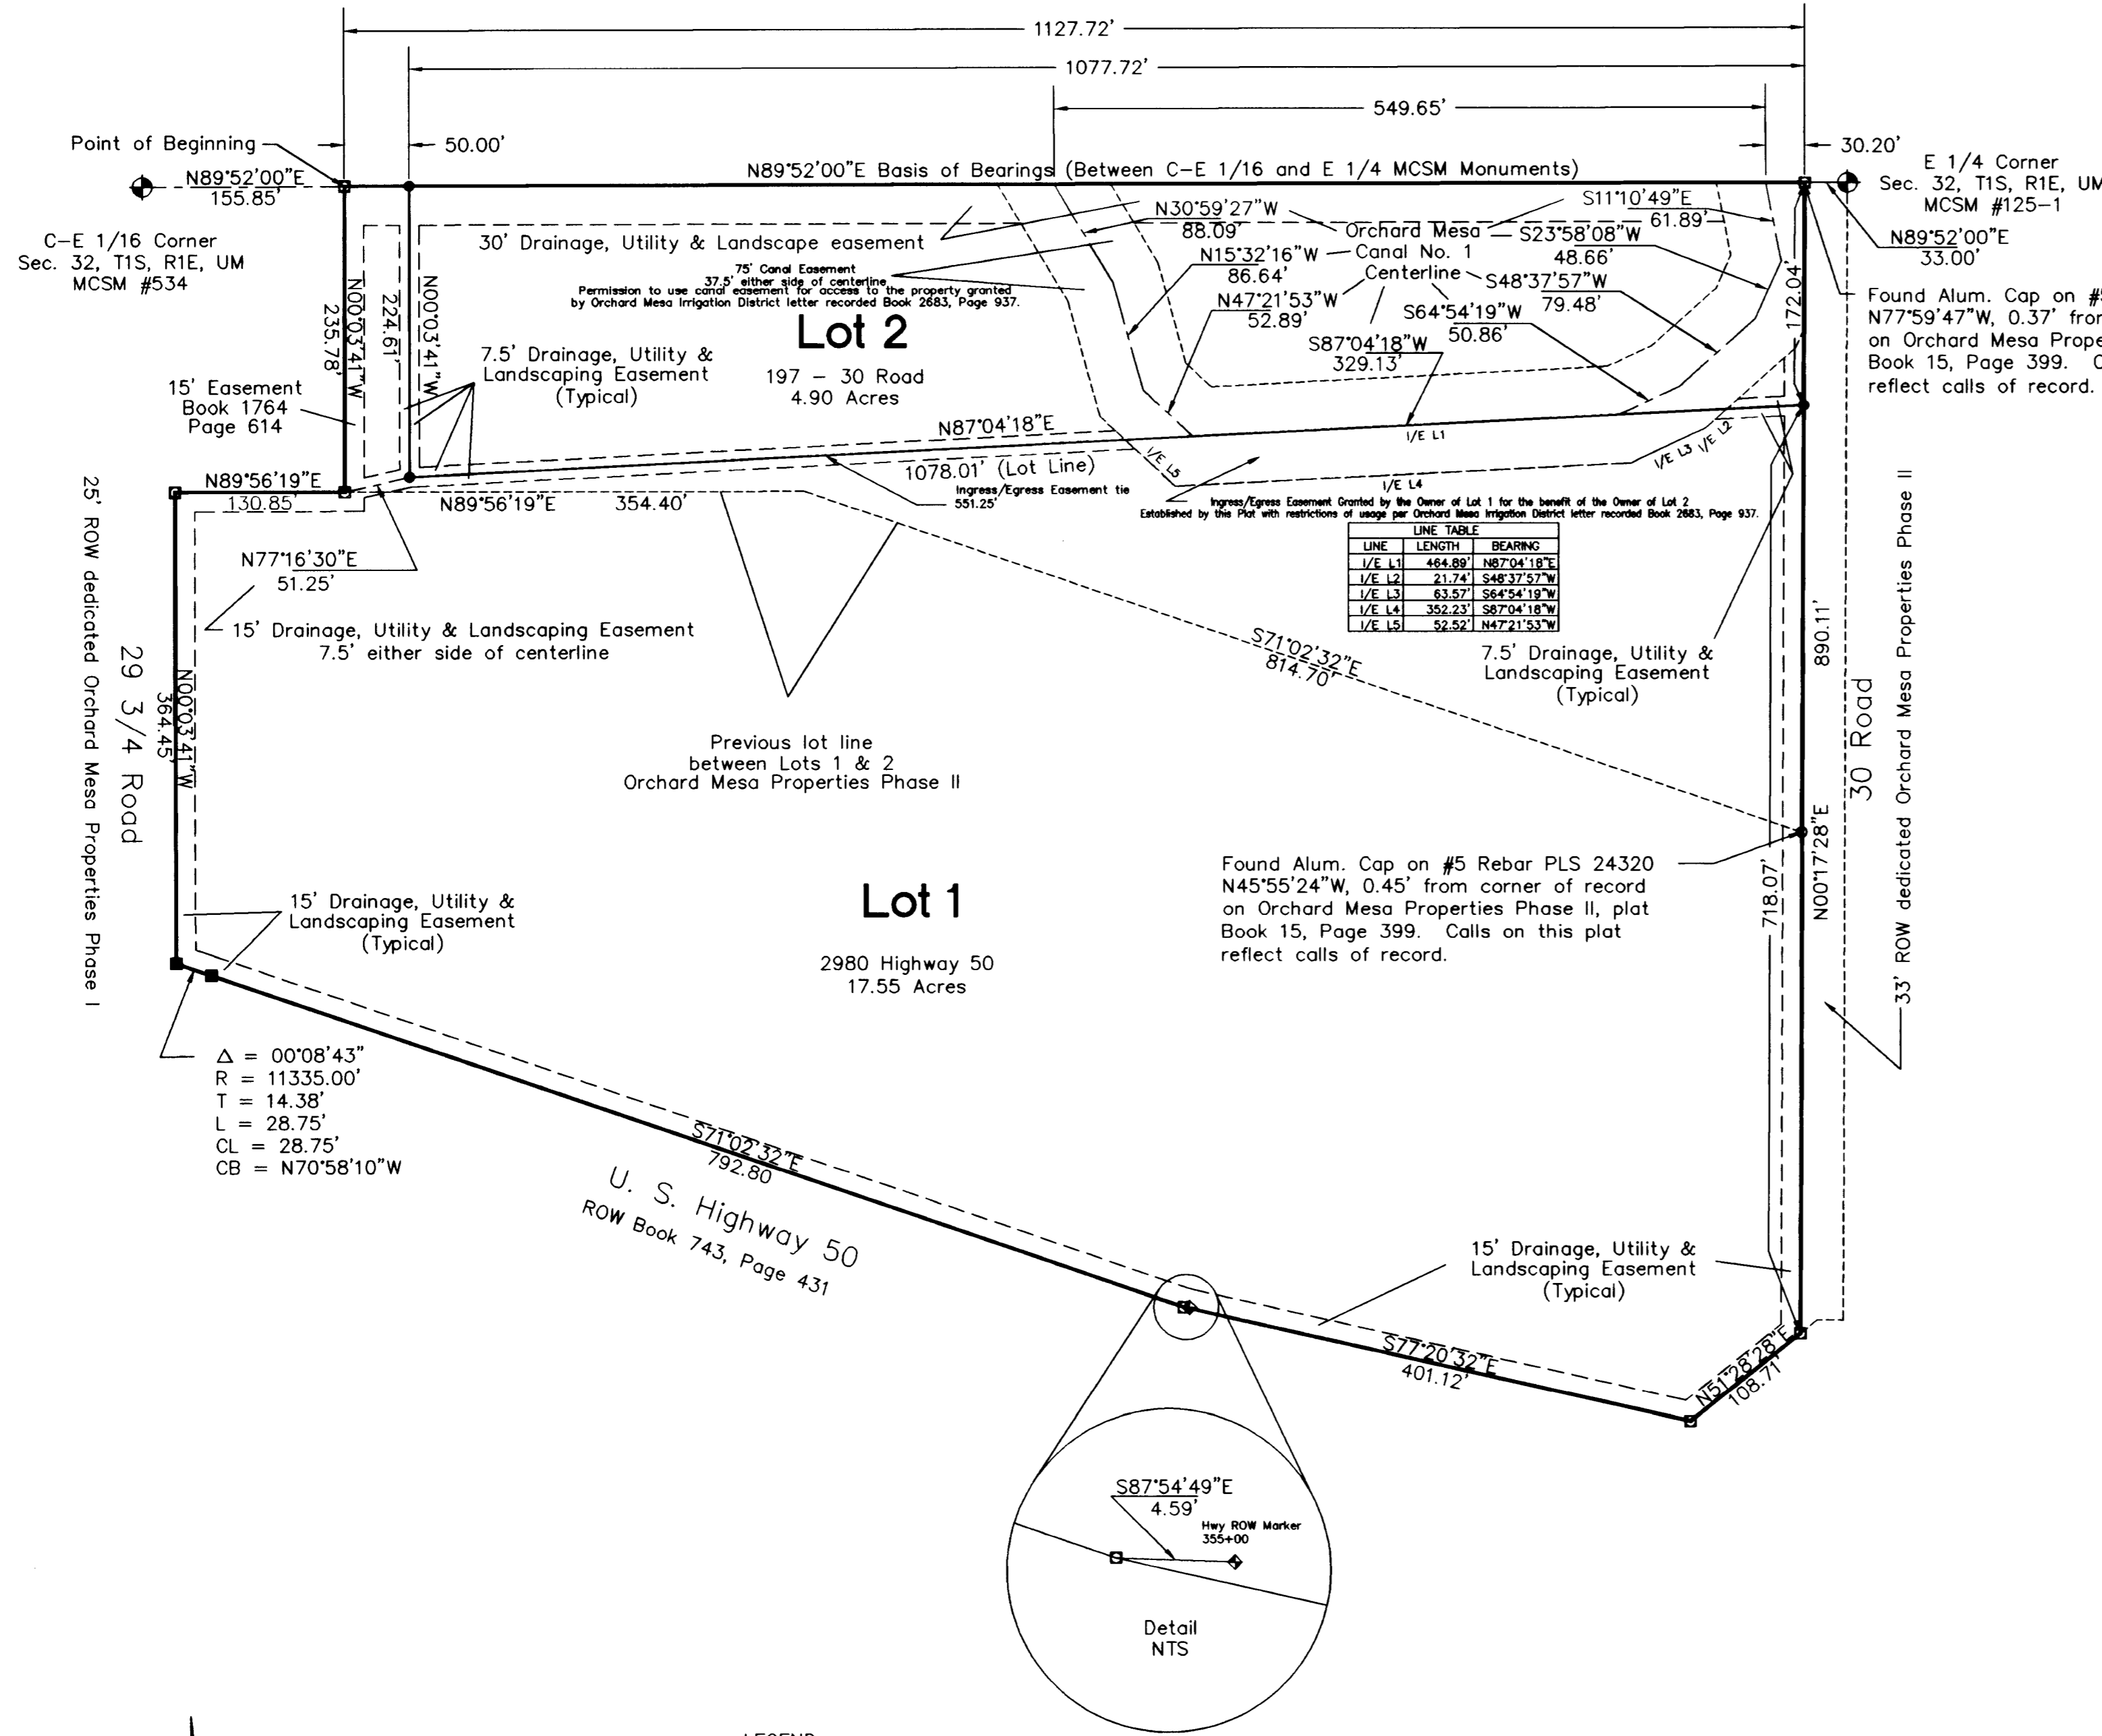 1127.72'
1077.72'
549.65'
Point of Beginning
50.00'
30.20'
N89°52'00"E
155.85'
N89°52'00"E Basis of Bearings (Between C-E 1/16 and E 1/4 MCSM Monuments)
E 1/4 Corner
Sec. 32, T1S, R1E, UM
MCSM #125-1
C-E 1/16 Corner
Sec. 32, T1S, R1E, UM
MCSM #534
N89°52'00"E
33.00'
30' Drainage, Utility & Landscape easement
75' Canal Easement
37.5' either side of centerline
Permission to use canal easement for access to the property granted
by Orchard Mesa Irrigation District letter recorded Book 2683, Page 937.
N30°59'27"W
88.09'
N15°32'16"W
86.64'
N47°21'53"W
52.89'
Orchard Mesa
Canal No. 1
Centerline
S11°10'49"E
61.89'
S23°58'08"W
48.66'
S48°37'57"W
79.48'
S64°54'19"W
50.86'
S87°04'18"W
329.13'
172.04'
Found Alum. Cap on #5
N77°59'47"W, 0.37' from
on Orchard Mesa Prope
Book 15, Page 399. C
reflect calls of record.
N00°03'41"W
235.78'
224.61'
N00°03'41"W
Lot 2
197 - 30 Road
4.90 Acres
7.5' Drainage, Utility &
Landscaping Easement
(Typical)
15' Easement
Book 1764
Page 614
N87°04'18"E
1078.01' (Lot Line)
I/E L1
I/E L2
I/E L3
I/E L4
I/E L5
N89°56'19"E
130.85'
N89°56'19"E 354.40'
Ingress/Egress Easement tie
551.25'
Ingress/Egress Easement Granted by the Owner of Lot 1 for the benefit of the Owner of Lot 2
Established by this Plat with restrictions of usage per Orchard Mesa Irrigation District letter recorded Book 2683, Page 937.
LINE TABLE
LINE LENGTH BEARING
I/E L1 464.89' N87°04'18"E
I/E L2 21.74' S48°37'57"W
I/E L3 63.57' S64°54'19"W
I/E L4 352.23' S87°04'18"W
I/E L5 52.52' N47°21'53"W
N77°16'30"E
51.25'
15' Drainage, Utility & Landscaping Easement
7.5' either side of centerline
25' ROW dedicated Orchard Mesa Properties Phase I
29 3/4 Road
N00°03'41"W
364.45'
S71°02'32"E
814.70'
7.5' Drainage, Utility &
Landscaping Easement
(Typical)
Previous lot line
between Lots 1 & 2
Orchard Mesa Properties Phase II
890.11'
30 Road
33' ROW dedicated Orchard Mesa Properties Phase II
N00°17'28"E
718.07'
Found Alum. Cap on #5 Rebar PLS 24320
N45°55'24"W, 0.45' from corner of record
on Orchard Mesa Properties Phase II, plat
Book 15, Page 399. Calls on this plat
reflect calls of record.
15' Drainage, Utility &
Landscaping Easement
(Typical)
Lot 1
2980 Highway 50
17.55 Acres
Δ = 00°08'43"
R = 11335.00'
T = 14.38'
L = 28.75'
CL = 28.75'
CB = N70°58'10"W
S71°02'32"E
792.80
U. S. Highway 50
ROW Book 743, Page 431
15' Drainage, Utility &
Landscaping Easement
(Typical)
S77°20'32"E
401.12'
N51°28'28"E
108.71'
S87°54'49"E
4.59'
Hwy ROW Marker
355+00
Detail
NTS